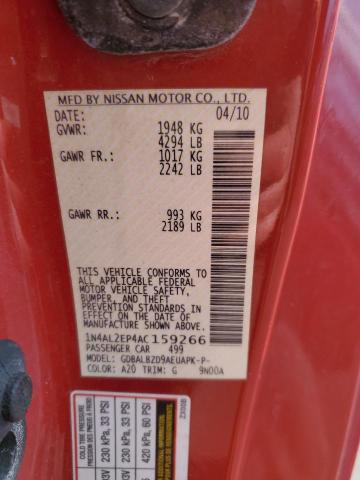 MFD BY NISSAN MOTOR CO., LTD.
DATE: 04/10
GVWR: 1948 KG
4294 LB
GAWR FR.: 1017 KG
2242 LB
GAWR RR.: 993 KG
2189 LB
THIS VEHICLE CONFORMS TO
ALL APPLICABLE FEDERAL
MOTOR VEHICLE SAFETY,
BUMPER, AND THEFT
PREVENTION STANDARDS IN
EFFECT ON THE DATE OF
MANUFACTURE SHOWN ABOVE.
1N4AL2EP4AC159266
PASSENGER CAR 499
MODEL: GDBALBZD9AEUAPK-P-
COLOR: A20 TRIM: G 9N00A
230 kPA, 33 PSI
230 kPA, 33 PSI
420 kPA, 60 PSI